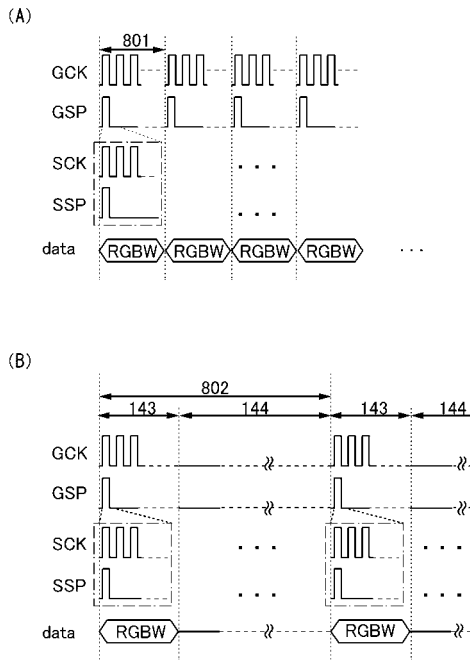 (A)
801
GCK
GSP
SCK
. . .
SSP
. . .
data RGBW RGBW RGBW RGBW . . .
(B)
802
143 144 143 144
GCK
GSP
SCK . . . . . .
SSP . . . . . .
data RGBW RGBW